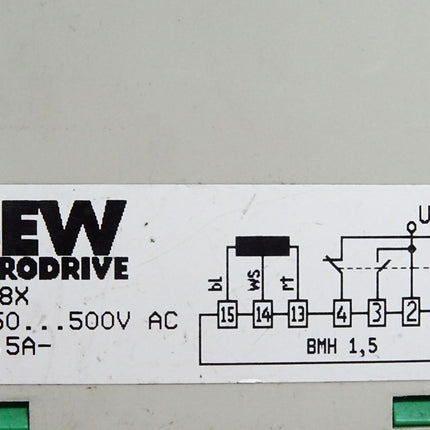 EW
RODRIVE
8X
50...500V AC
5A-
U
bl
ws
rt
15 14 13 4 3 2
BMH 1,5